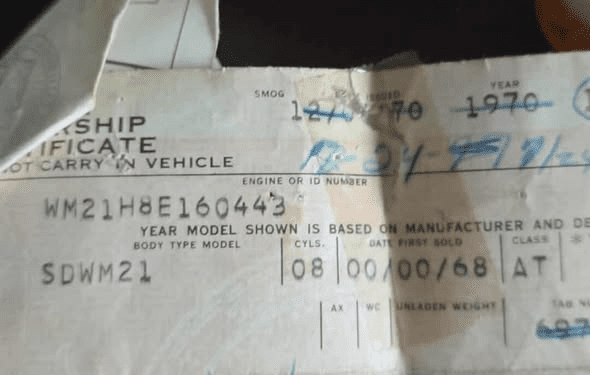 SMOG ISSUED YEAR
70 1970
RSHIP
IFICATE
OT CARRY IN VEHICLE
ENGINE OR ID NUMBER
WM21H8E160443
YEAR MODEL SHOWN IS BASED ON MANUFACTURER AND DE
BODY TYPE MODEL CYLS. DATE FIRST SOLD CLASS *
SDWM21 08 00/00/68 AT
AX WC UNLADEN WEIGHT TAB